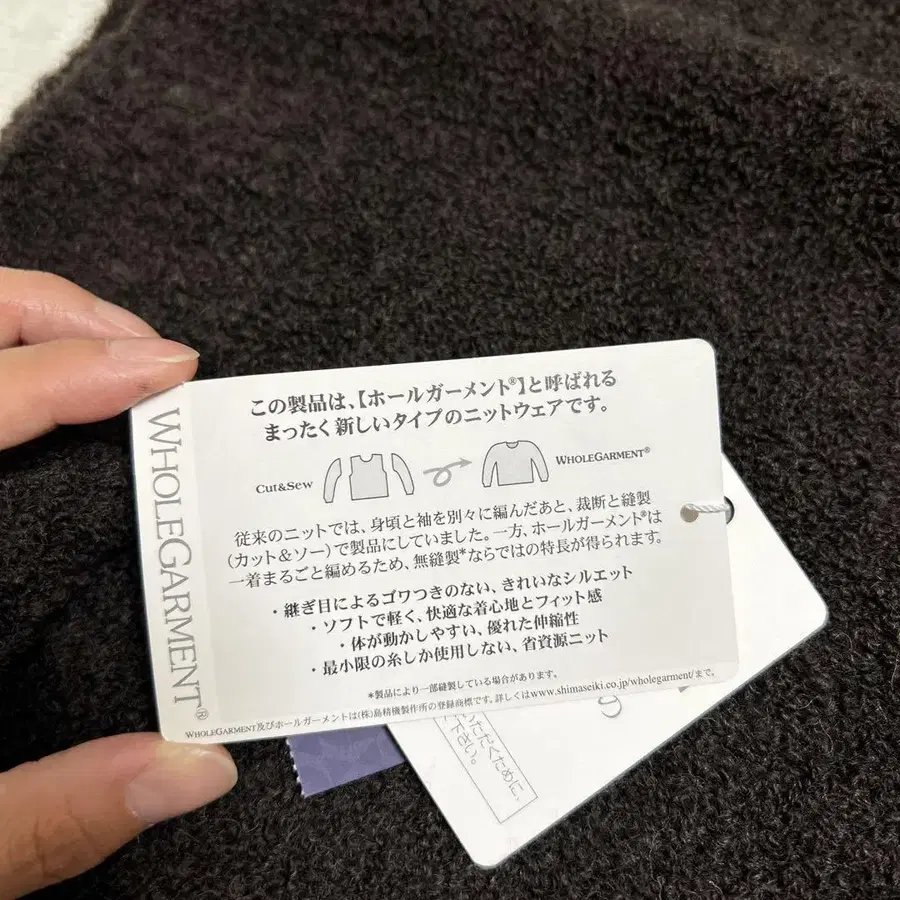 WHOLEGARMENT®
この製品は、【ホールガーメント®】と呼ばれる
まったく新しいタイプのニットウェアです。
CUT&SEW
WHOLEGARMENT®
従来のニットでは、身頃と袖を別々に編んだあと、裁断と縫製
(カット&ソー)で製品にしていました。一方、ホールガーメント®は
一着まるごと編めるため、無縫製*ならではの特長が得られます。
・継ぎ目によるゴワつきのない、きれいなシルエット
・ソフトで軽く、快適な着心地とフィット感
・体が動かしやすい、優れた伸縮性
・最小限の糸しか使用しない、省資源ニット
*製品により一部縫製している場合があります。
WHOLEGARMENT及びホールガーメントは(株)島精機製作所の登録商標です。詳しくはwww.shimaseiki.co.jp/wholegarment/まで。
ただくために、
下さい。